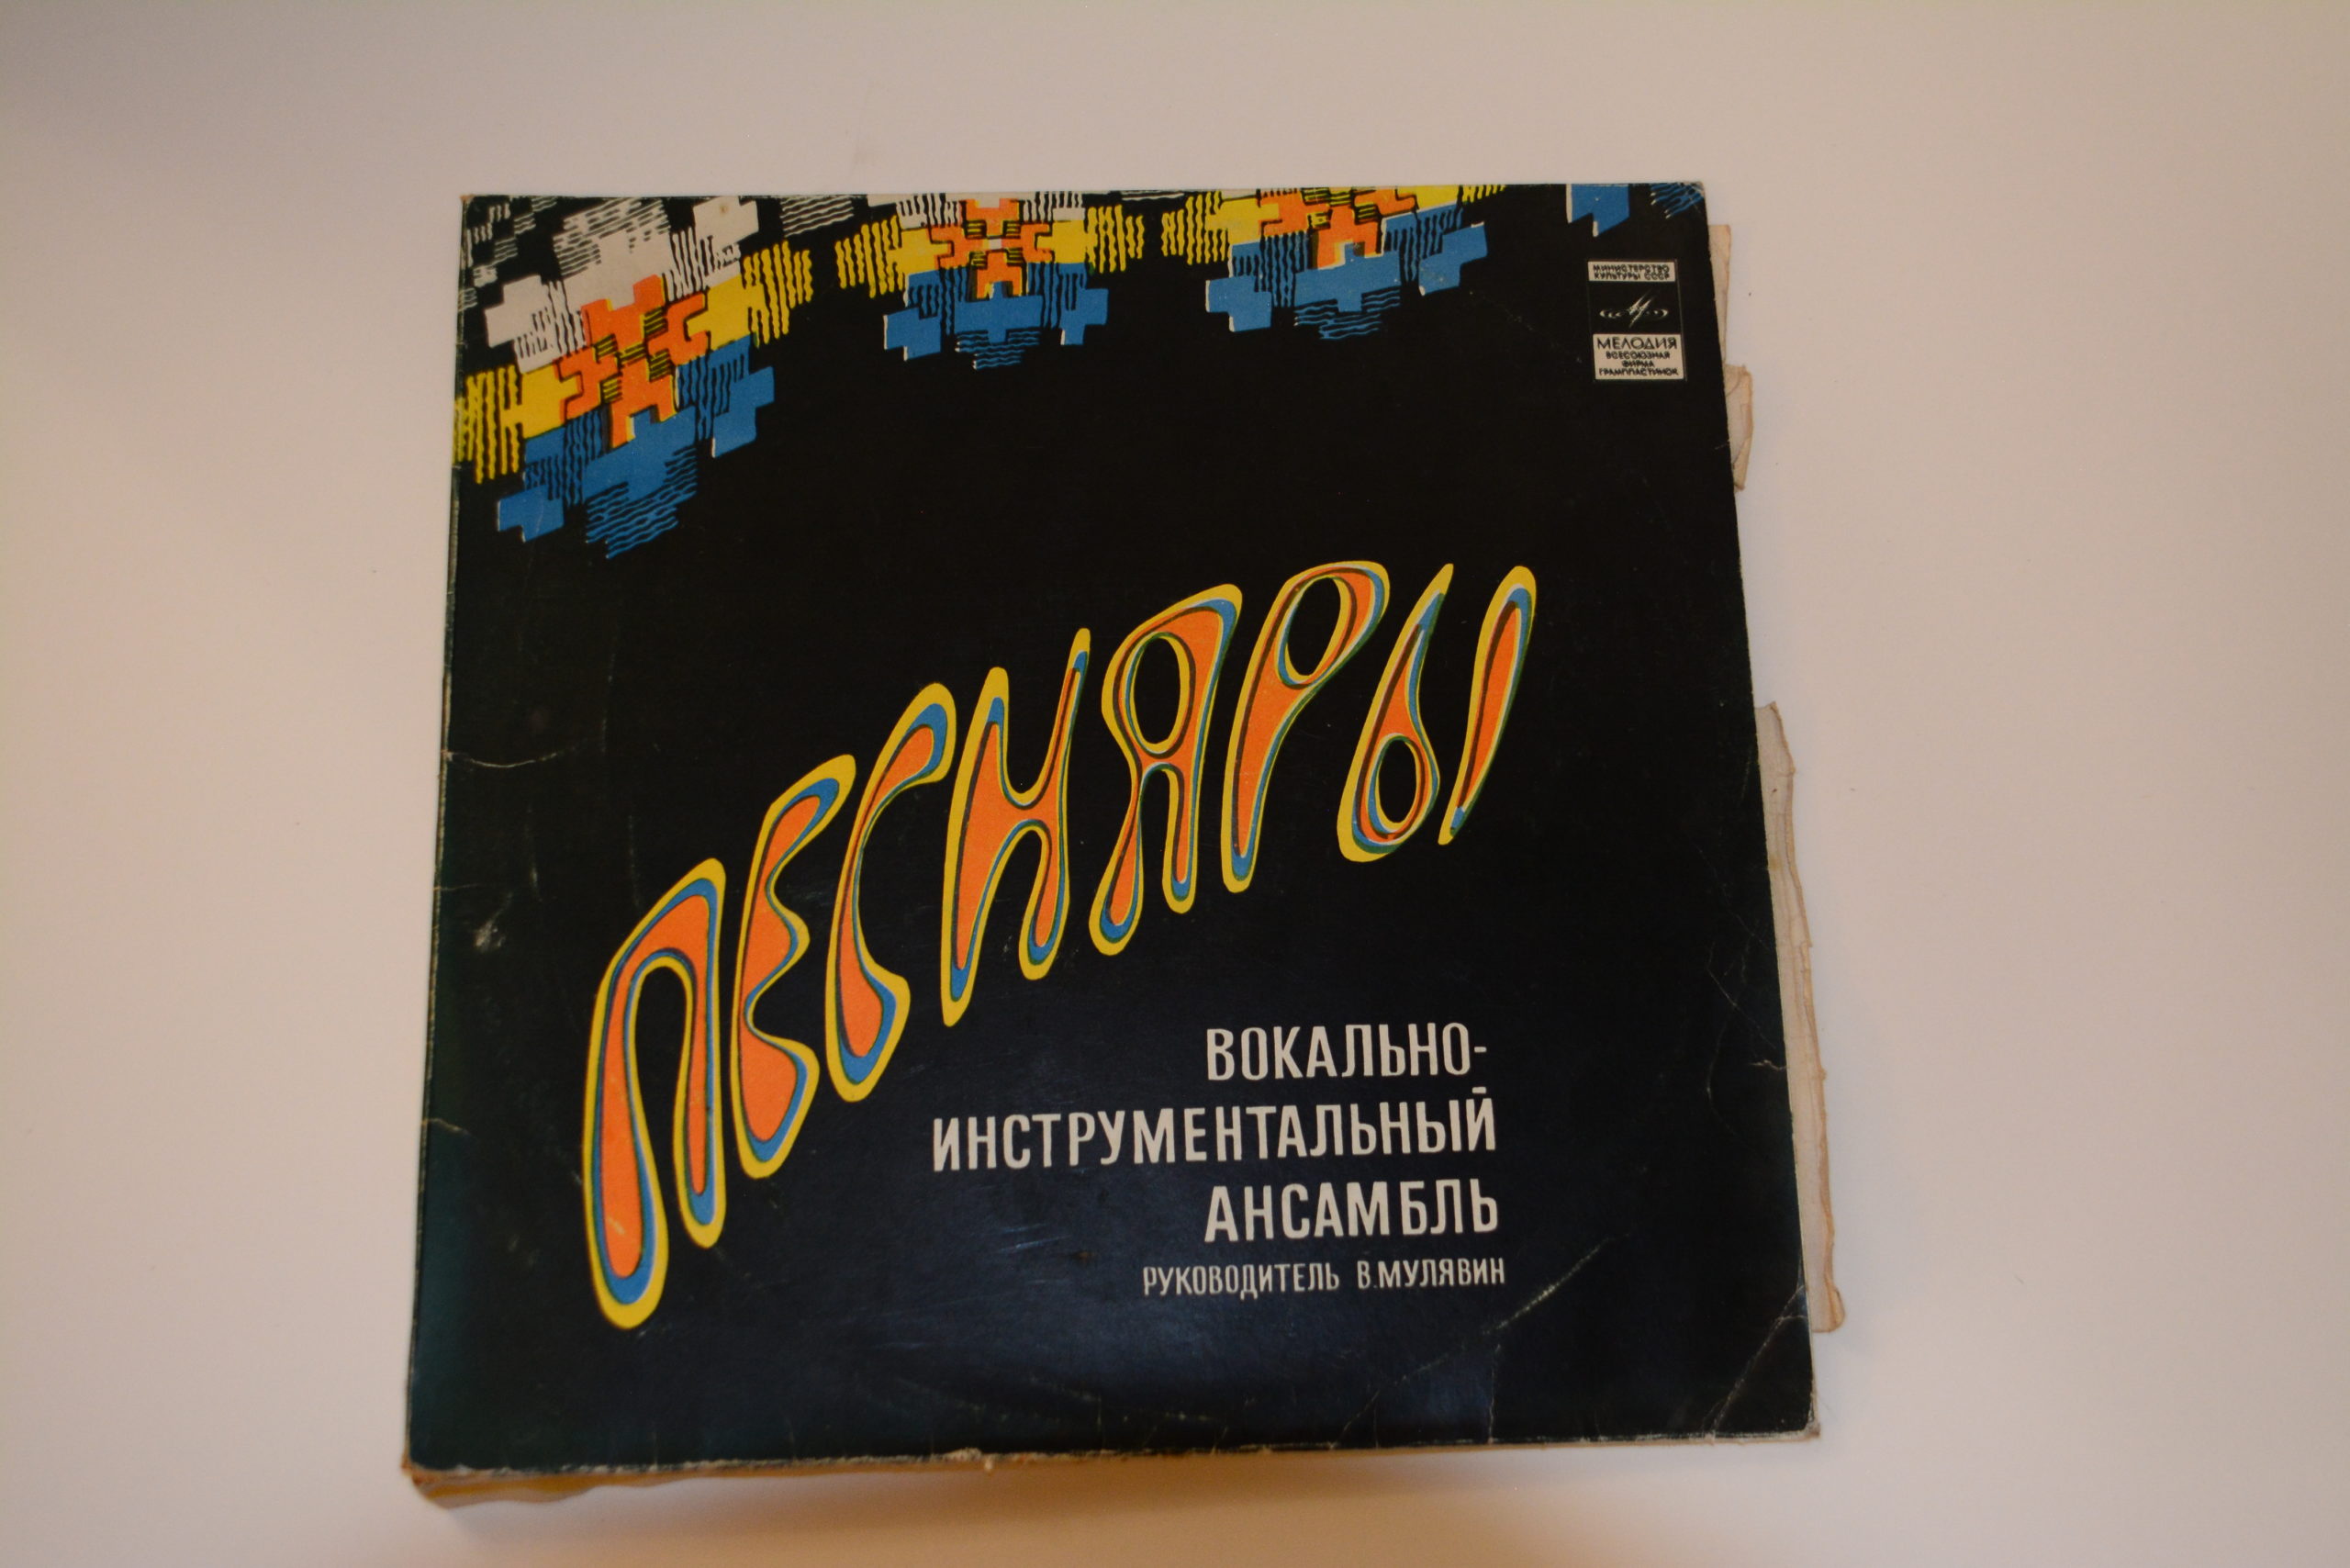 МИНИСТЕРСТВО
КУЛЬТУРЫ СССР
МЕЛОДИЯ
ВСЕСОЮЗНАЯ
ФИРМА
ГРАМПЛАСТИНОК
ПЕСНЯРЫ
ВОКАЛЬНО-
ИНСТРУМЕНТАЛЬНЫЙ
АНСАМБЛЬ
РУКОВОДИТЕЛЬ В.МУЛЯВИН